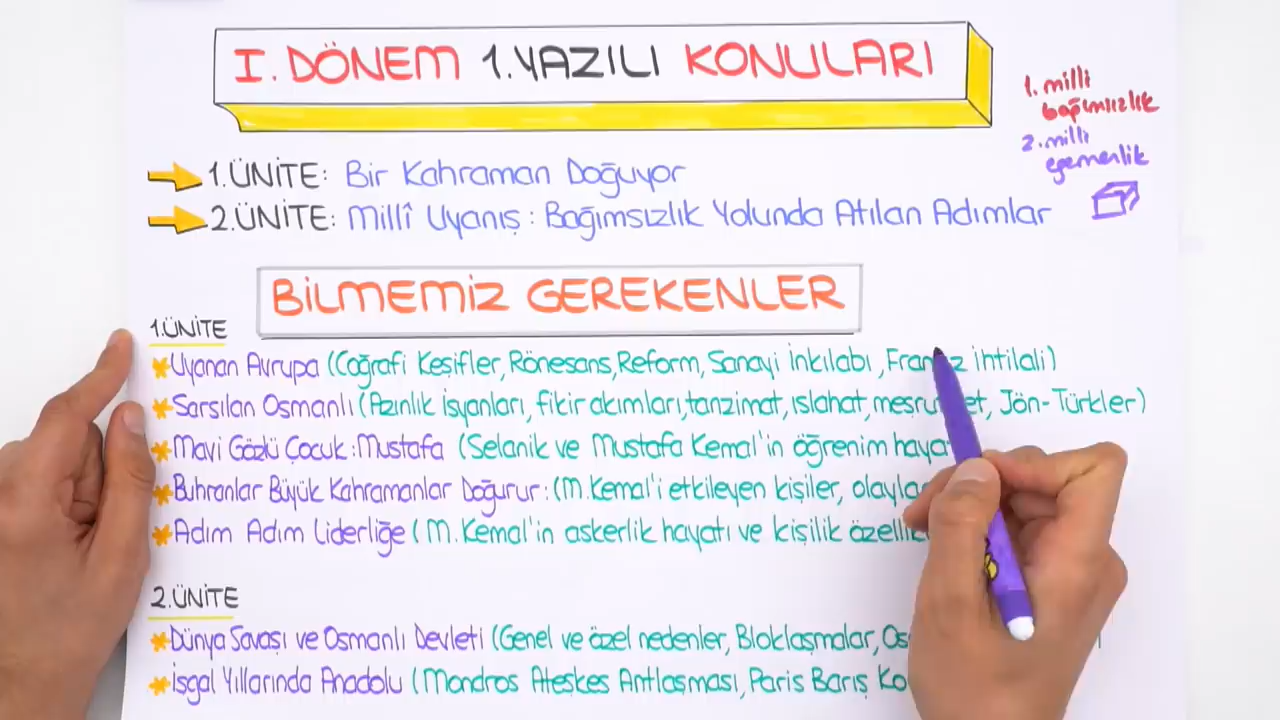 I. DÖNEM 1.YAZILI KONULARI
1. milli
bağımsızlık
2. milli
egemenlik
1.ÜNİTE: Bir Kahraman Doğuyor
2.ÜNİTE: Millî Uyanış: Bağımsızlık Yolunda Atılan Adımlar
BİLMEMİZ GEREKENLER
1.ÜNİTE
*Uyanan Avrupa (Coğrafi Keşifler, Rönesans, Reform, Sanayi İnkılabı, İhtilali)
*Sarsılan Osmanlı (Azınlık isyanları, fikir akımları, tanzimat, ıslahat, Jön-Türkler)
*Mavi Gözlü Çocuk: Mustafa (Selanik ve Mustafa Kemal'in öğrenim
*Buhranlar Büyük Kahramanlar Doğurur: (M.Kemal'i etkileyen kişiler,
*Adım Adım Liderliğe (M.Kemal'in askerlik hayatı ve kişilik
2.ÜNİTE
*Dünya Savaşı ve Osmanlı Devleti (Genel ve özel nedenler, Bloklaşmalar,
*İşgal Yıllarında Anadolu (Mondros Ateşkes Antlaşması, Paris Barış